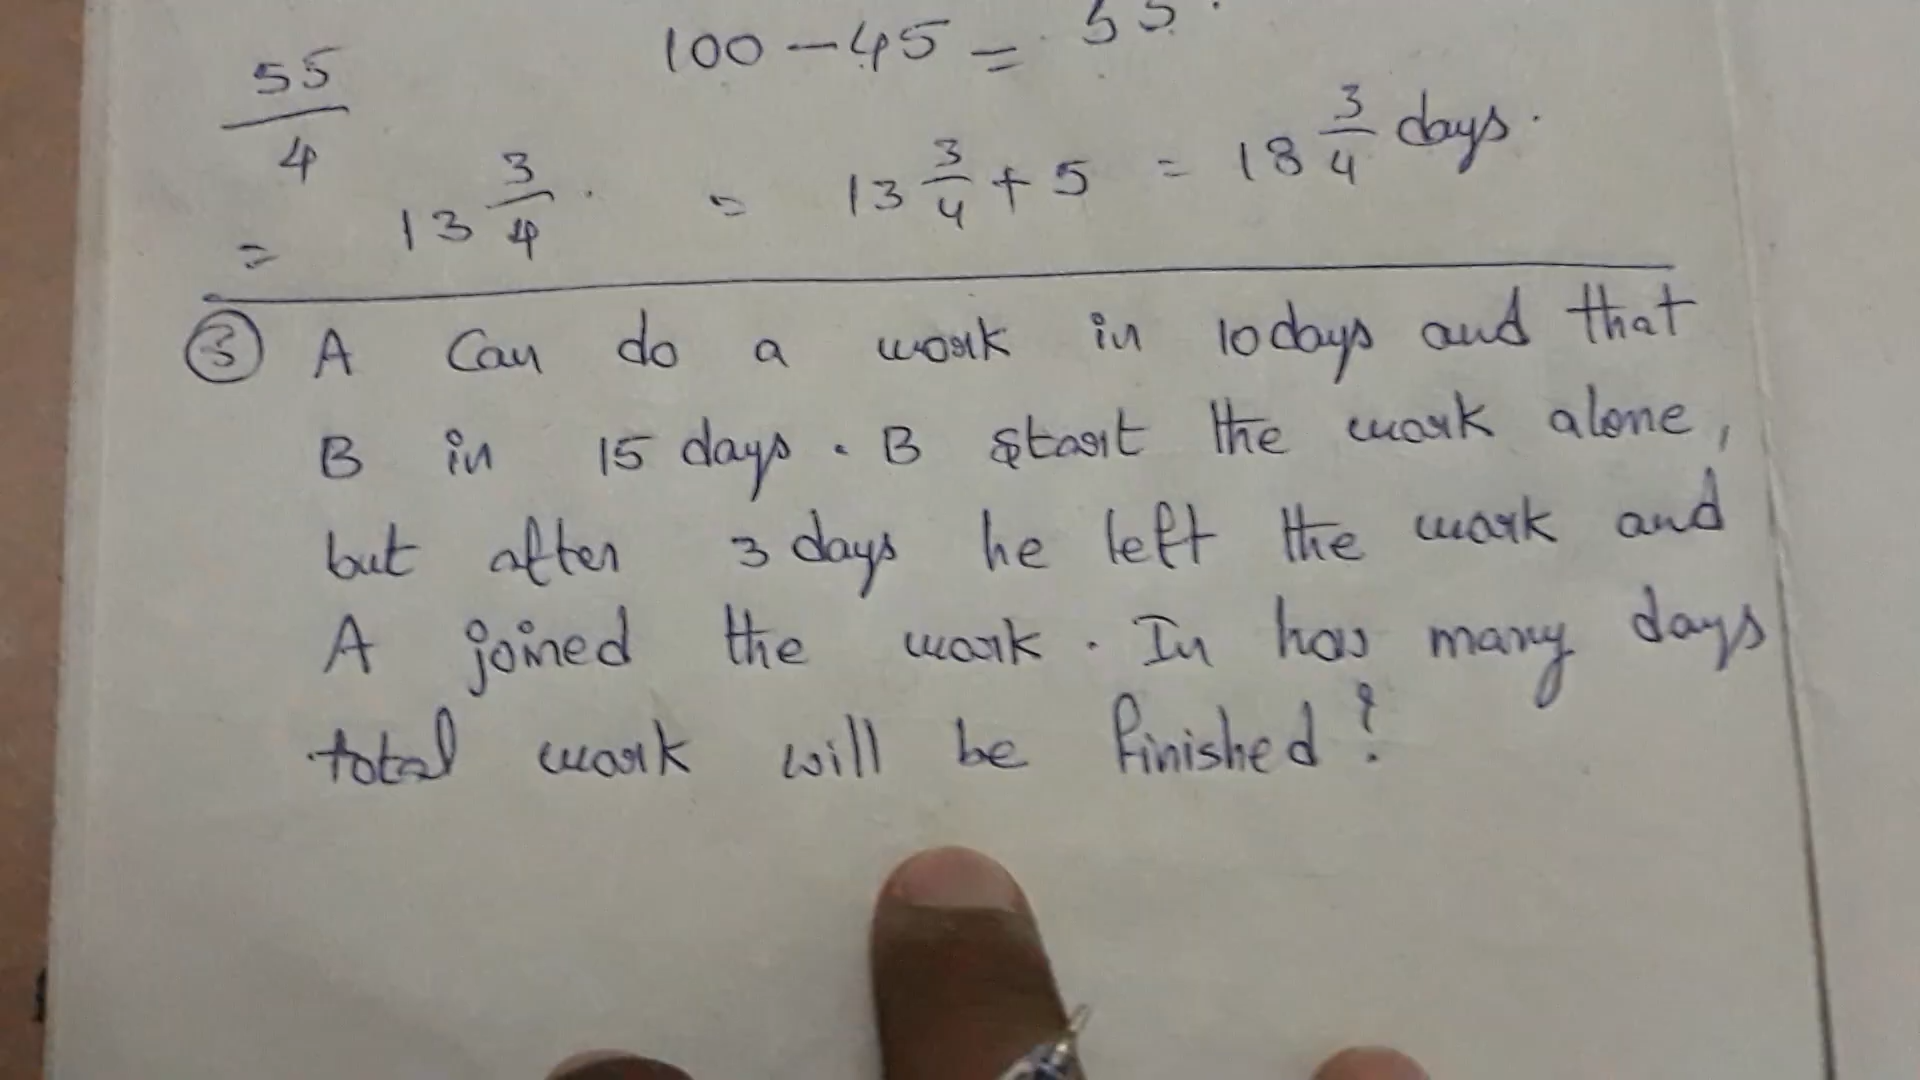 100 - 45 = 55.
55/4
= 13 3/4. = 13 3/4 + 5 = 18 3/4 days.
③ A Can do a work in 10 days and that
B in 15 days. B start the work alone,
but after 3 days he left the work and
A joined the work. In how many days
total work will be finished?